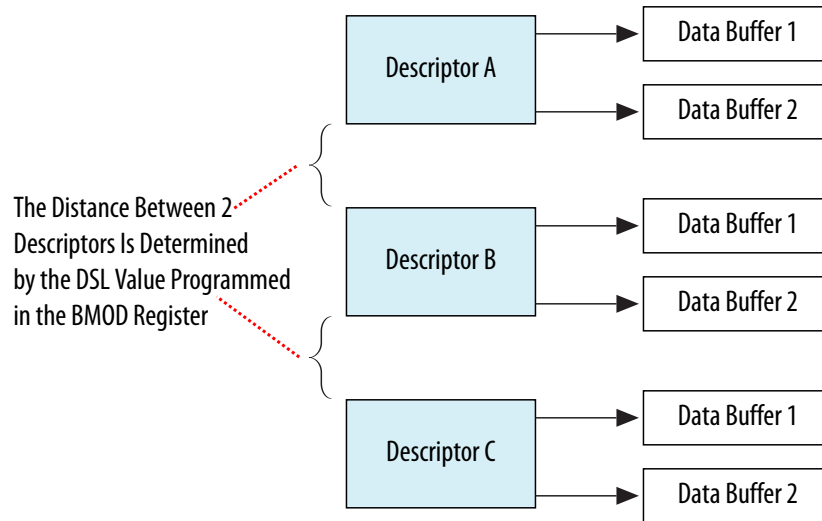 Descriptor A
Data Buffer 1
Data Buffer 2
The Distance Between 2
Descriptors Is Determined
by the DSL Value Programmed
in the BMOD Register
Descriptor B
Data Buffer 1
Data Buffer 2
Descriptor C
Data Buffer 1
Data Buffer 2